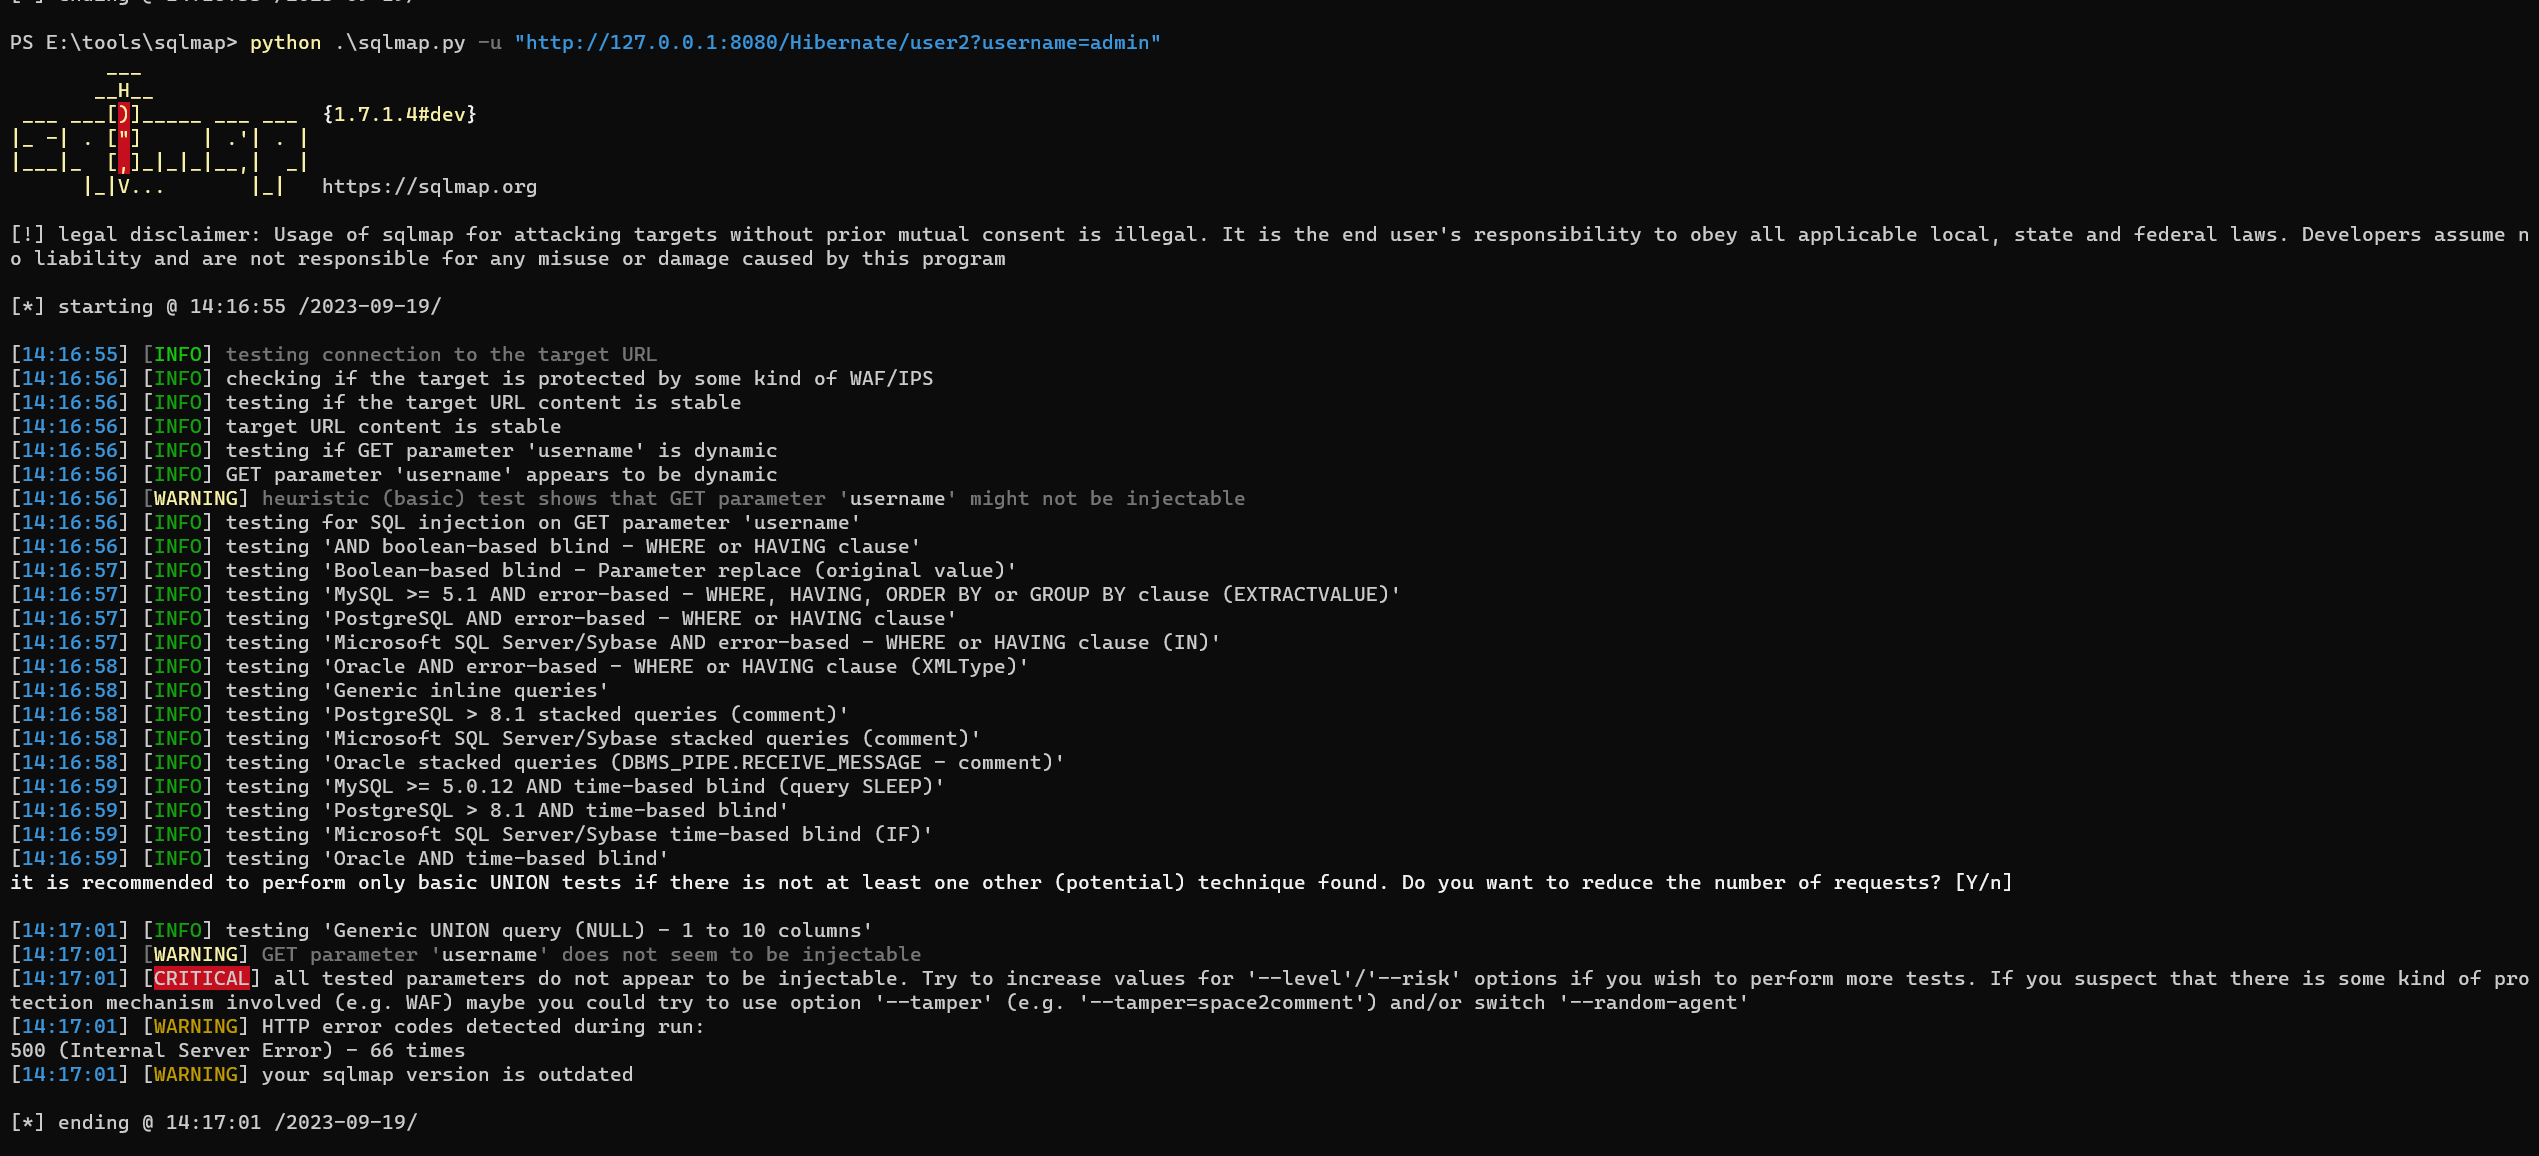 PS E:\tools\sqlmap> python .\sqlmap.py -u "http://127.0.0.1:8080/Hibernate/user2?username=admin"
        ___
       __H__
 ___ ___[)]_____ ___ ___  {1.7.1.4#dev}
|_ -| . ["]     | .'| . |
|___|_  [,]_|_|_|__,|  _|
      |_|V...       |_|   https://sqlmap.org
[!] legal disclaimer: Usage of sqlmap for attacking targets without prior mutual consent is illegal. It is the end user's responsibility to obey all applicable local, state and federal laws. Developers assume n
o liability and are not responsible for any misuse or damage caused by this program
[*] starting @ 14:16:55 /2023-09-19/
[14:16:55] [INFO] testing connection to the target URL
[14:16:56] [INFO] checking if the target is protected by some kind of WAF/IPS
[14:16:56] [INFO] testing if the target URL content is stable
[14:16:56] [INFO] target URL content is stable
[14:16:56] [INFO] testing if GET parameter 'username' is dynamic
[14:16:56] [INFO] GET parameter 'username' appears to be dynamic
[14:16:56] [WARNING] heuristic (basic) test shows that GET parameter 'username' might not be injectable
[14:16:56] [INFO] testing for SQL injection on GET parameter 'username'
[14:16:56] [INFO] testing 'AND boolean-based blind - WHERE or HAVING clause'
[14:16:57] [INFO] testing 'Boolean-based blind - Parameter replace (original value)'
[14:16:57] [INFO] testing 'MySQL >= 5.1 AND error-based - WHERE, HAVING, ORDER BY or GROUP BY clause (EXTRACTVALUE)'
[14:16:57] [INFO] testing 'PostgreSQL AND error-based - WHERE or HAVING clause'
[14:16:57] [INFO] testing 'Microsoft SQL Server/Sybase AND error-based - WHERE or HAVING clause (IN)'
[14:16:58] [INFO] testing 'Oracle AND error-based - WHERE or HAVING clause (XMLType)'
[14:16:58] [INFO] testing 'Generic inline queries'
[14:16:58] [INFO] testing 'PostgreSQL > 8.1 stacked queries (comment)'
[14:16:58] [INFO] testing 'Microsoft SQL Server/Sybase stacked queries (comment)'
[14:16:58] [INFO] testing 'Oracle stacked queries (DBMS_PIPE.RECEIVE_MESSAGE - comment)'
[14:16:59] [INFO] testing 'MySQL >= 5.0.12 AND time-based blind (query SLEEP)'
[14:16:59] [INFO] testing 'PostgreSQL > 8.1 AND time-based blind'
[14:16:59] [INFO] testing 'Microsoft SQL Server/Sybase time-based blind (IF)'
[14:16:59] [INFO] testing 'Oracle AND time-based blind'
it is recommended to perform only basic UNION tests if there is not at least one other (potential) technique found. Do you want to reduce the number of requests? [Y/n]
[14:17:01] [INFO] testing 'Generic UNION query (NULL) - 1 to 10 columns'
[14:17:01] [WARNING] GET parameter 'username' does not seem to be injectable
[14:17:01] [CRITICAL] all tested parameters do not appear to be injectable. Try to increase values for '--level'/'--risk' options if you wish to perform more tests. If you suspect that there is some kind of pro
tection mechanism involved (e.g. WAF) maybe you could try to use option '--tamper' (e.g. '--tamper=space2comment') and/or switch '--random-agent'
[14:17:01] [WARNING] HTTP error codes detected during run:
500 (Internal Server Error) - 66 times
[14:17:01] [WARNING] your sqlmap version is outdated
[*] ending @ 14:17:01 /2023-09-19/